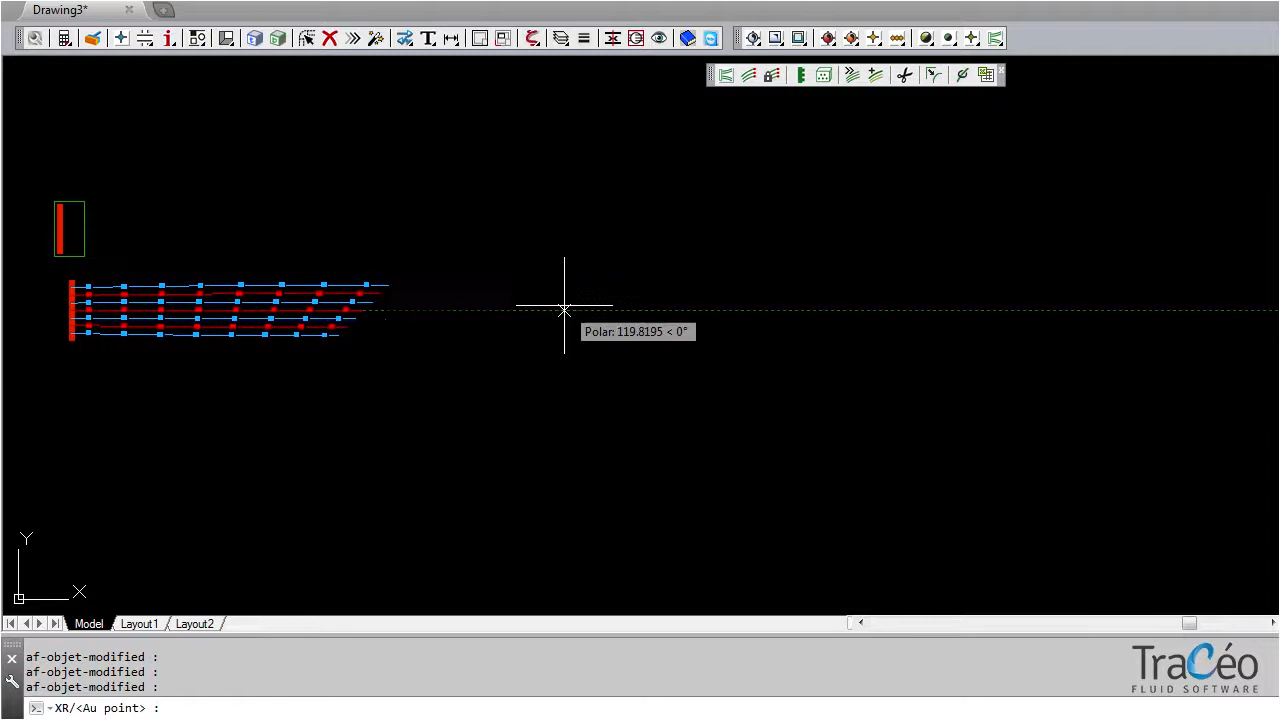 Drawing3*
Polar: 119.8195 < 0°
Y
X
Model Layout1 Layout2
af-objet-modified :
af-objet-modified :
af-objet-modified :
XR/<Au point> :
TraCéo
FLUID SOFTWARE